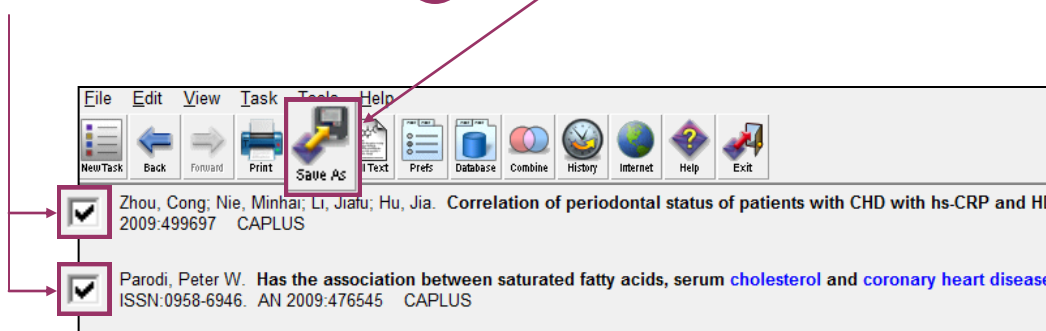 File Edit View Task Tools Help
New Task Back Forward Print Save As Text Prefs Database Combine History Internet Help Exit
Zhou, Cong; Nie, Minhai; Li, Jiafu; Hu, Jia. Correlation of periodontal status of patients with CHD with hs-CRP and
2009:499697 CAPLUS
Parodi, Peter W. Has the association between saturated fatty acids, serum cholesterol and coronary heart disease
ISSN:0958-6946. AN 2009:476545 CAPLUS